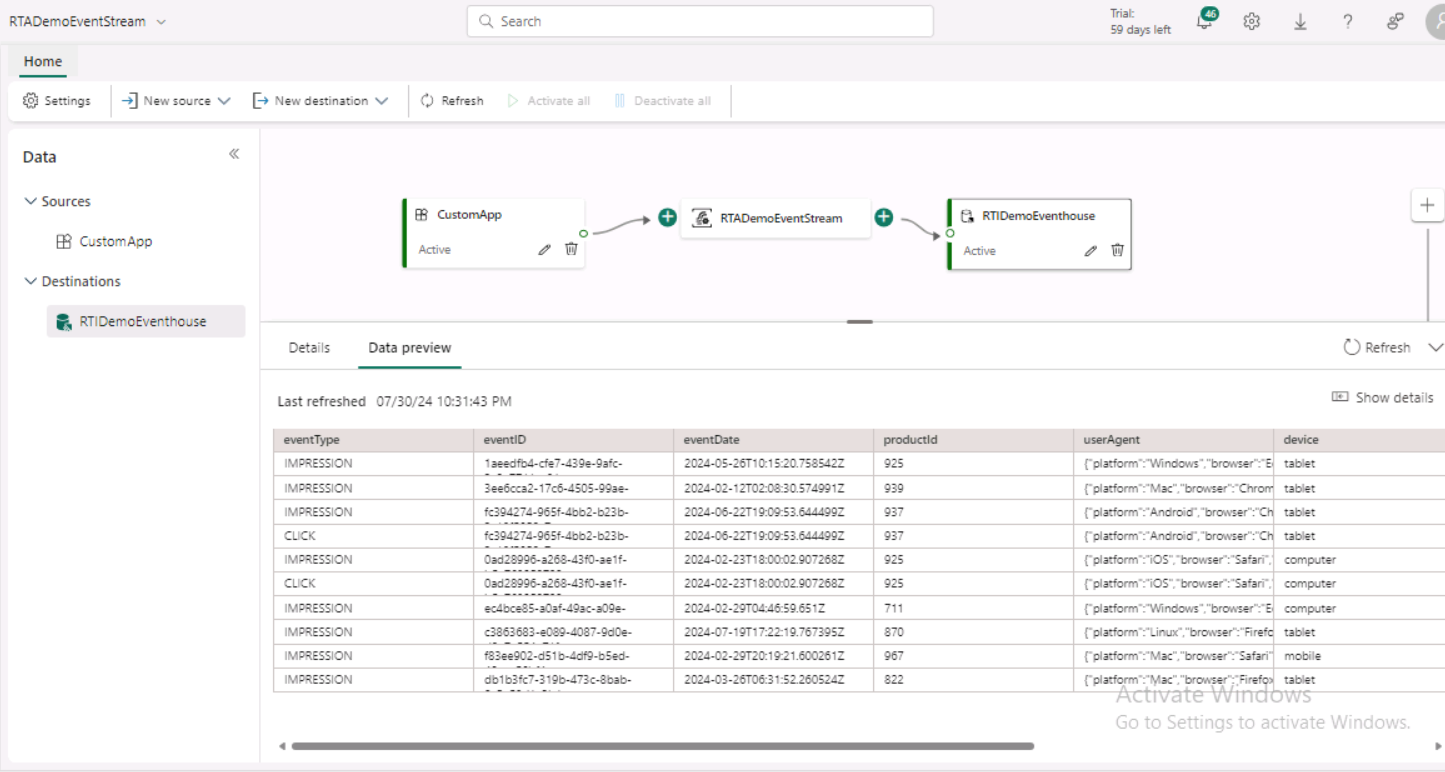 RTADemoEventStream
Search
Trial:
59 days left
46
Home
Settings
New source
New destination
Refresh
Activate all
Deactivate all
Data
Sources
CustomApp
Destinations
RTIDemoEventhouse
CustomApp
Active
RTADemoEventStream
RTIDemoEventhouse
Active
Details
Data preview
Refresh
Last refreshed 07/30/24 10:31:43 PM
Show details
eventType eventID eventDate productId userAgent device
IMPRESSION 1aeedfb4-cfe7-439e-9afc- 2024-05-26T10:15:20.758542Z 925 {"platform":"Windows","browser":"E tablet
IMPRESSION 3ee6cca2-17c6-4505-99ae- 2024-02-12T02:08:30.574991Z 939 {"platform":"Mac","browser":"Chrom tablet
IMPRESSION fc394274-965f-4bb2-b23b- 2024-06-22T19:09:53.644499Z 937 {"platform":"Android","browser":"Ch tablet
CLICK fc394274-965f-4bb2-b23b- 2024-06-22T19:09:53.644499Z 937 {"platform":"Android","browser":"Ch tablet
IMPRESSION 0ad28996-a268-43f0-ae1f- 2024-02-23T18:00:02.907268Z 925 {"platform":"iOS","browser":"Safari", computer
CLICK 0ad28996-a268-43f0-ae1f- 2024-02-23T18:00:02.907268Z 925 {"platform":"iOS","browser":"Safari", computer
IMPRESSION ec4bce85-a0af-49ac-a09e- 2024-02-29T04:46:59.651Z 711 {"platform":"Windows","browser":"E computer
IMPRESSION c3863683-e089-4087-9d0e- 2024-07-19T17:22:19.767395Z 870 {"platform":"Linux","browser":"Firefo tablet
IMPRESSION f83ee902-d51b-4df9-b5ed- 2024-02-29T20:19:21.600261Z 967 {"platform":"Mac","browser":"Safari" mobile
IMPRESSION db1b3fc7-319b-473c-8bab- 2024-03-26T06:31:52.260524Z 822 {"platform":"Mac","browser":"Firefox tablet
Activate Windows
Go to Settings to activate Windows.